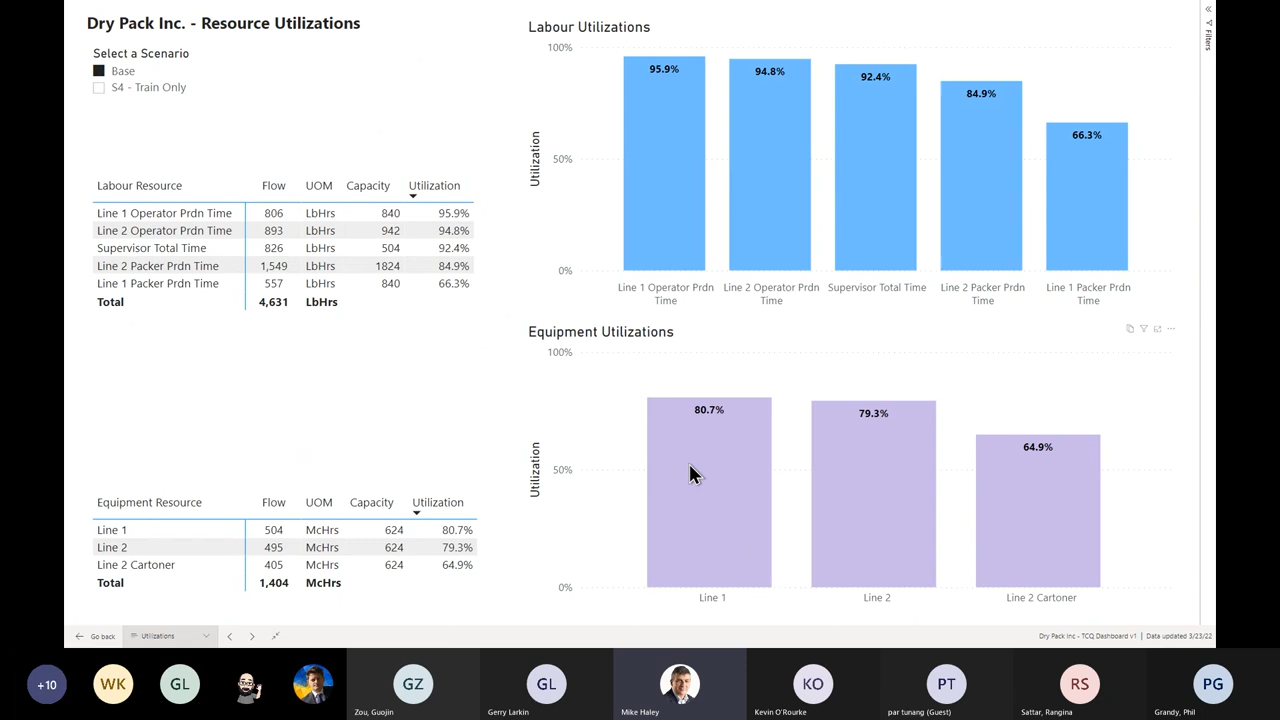 Dry Pack Inc. - Resource Utilizations
Select a Scenario
Base
S4 - Train Only
Labour Resource Flow UOM Capacity Utilization
Line 1 Operator Prdn Time 806 LbHrs 840 95.9%
Line 2 Operator Prdn Time 893 LbHrs 942 94.8%
Supervisor Total Time 826 LbHrs 504 92.4%
Line 2 Packer Prdn Time 1,549 LbHrs 1824 84.9%
Line 1 Packer Prdn Time 557 LbHrs 840 66.3%
Total 4,631 LbHrs
Equipment Resource Flow UOM Capacity Utilization
Line 1 504 McHrs 624 80.7%
Line 2 495 McHrs 624 79.3%
Line 2 Cartoner 405 McHrs 624 64.9%
Total 1,404 McHrs
Labour Utilizations
Utilization
100%
50%
0%
95.9% 94.8% 92.4% 84.9% 66.3%
Line 1 Operator Prdn Line 2 Operator Prdn Supervisor Total Time Line 2 Packer Prdn Line 1 Packer Prdn
Time Time Time Time
Equipment Utilizations
Utilization
100%
50%
0%
80.7% 79.3% 64.9%
Line 1 Line 2 Line 2 Cartoner
Filters
Go back Utilizations
Dry Pack Inc - TCQ Dashboard v1 | Data updated 3/23/22
+10 WK GL GZ GL KO PT RS PG
Zou, Guojin Gerry Larkin Mike Haley Kevin O'Rourke par tunang (Guest) Sattar, Rangina Grandy, Phil